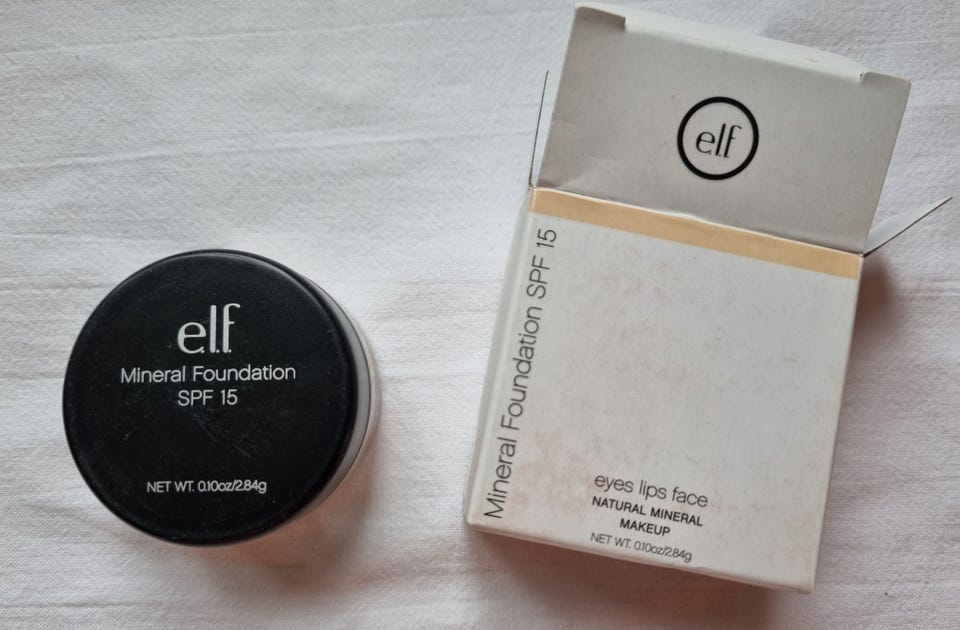 e.l.f.
Mineral Foundation
SPF 15
NET WT. 0.10oz/2.84g
e.l.f.
Mineral Foundation SPF 15
eyes lips face
NATURAL MINERAL
MAKEUP
NET WT. 0.10oz/2.84g